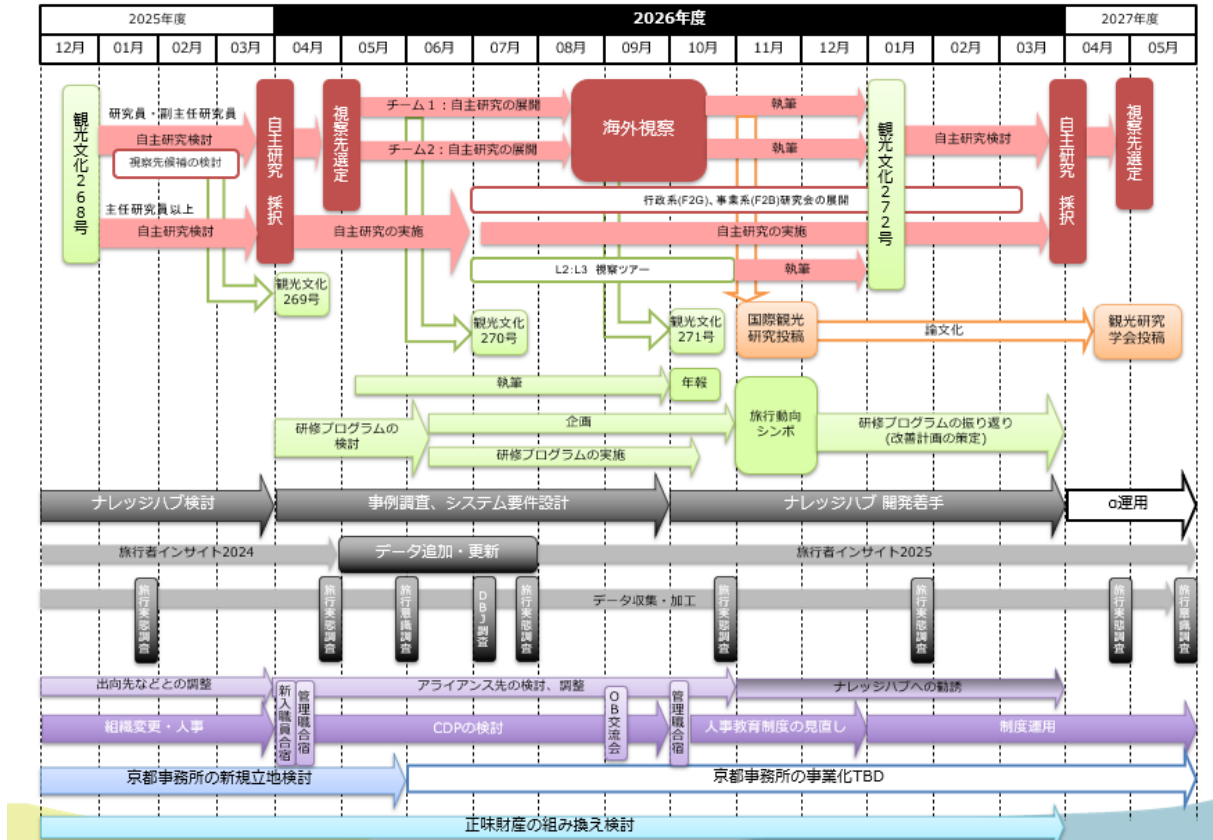 2025年度
2026年度
2027年度
12月
01月
02月
03月
04月
05月
06月
07月
08月
09月
10月
11月
12月
01月
02月
03月
04月
05月
観光文化268号
研究員・副主任研究員
自主研究検討
視察先候補の検討
主任研究員以上
自主研究検討
自主研究 採択
視察先選定
チーム1:自主研究の展開
チーム2:自主研究の展開
海外視察
執筆
執筆
観光文化272号
自主研究検討
自主研究 採択
視察先選定
行政系(F2G)、事業系(F2B)研究会の展開
自主研究の実施
自主研究の実施
L2:L3 視察ツアー
執筆
観光文化
269号
観光文化
270号
観光文化
271号
国際観光
研究投稿
論文化
観光研究
学会投稿
執筆
年報
研修プログラムの
検討
企画
研修プログラムの実施
旅行動向
シンポ
研修プログラムの振り返り
(改善計画の策定)
ナレッジハブ検討
事例調査、システム要件設計
ナレッジハブ 開発着手
α運用
旅行者インサイト2024
データ追加・更新
旅行者インサイト2025
旅行実態調査
旅行実態調査
旅行意識調査
DBJ調査
旅行実態調査
データ収集・加工
旅行実態調査
旅行実態調査
旅行実態調査
旅行意識調査
出向先などとの調整
アライアンス先の検討、調整
ナレッジハブへの勧誘
組織変更・人事
新入職員合宿
管理職合宿
CDPの検討
OB交流会
管理職合宿
人事教育制度の見直し
制度運用
京都事務所の新規立地検討
京都事務所の事業化TBD
正味財産の組み換え検討